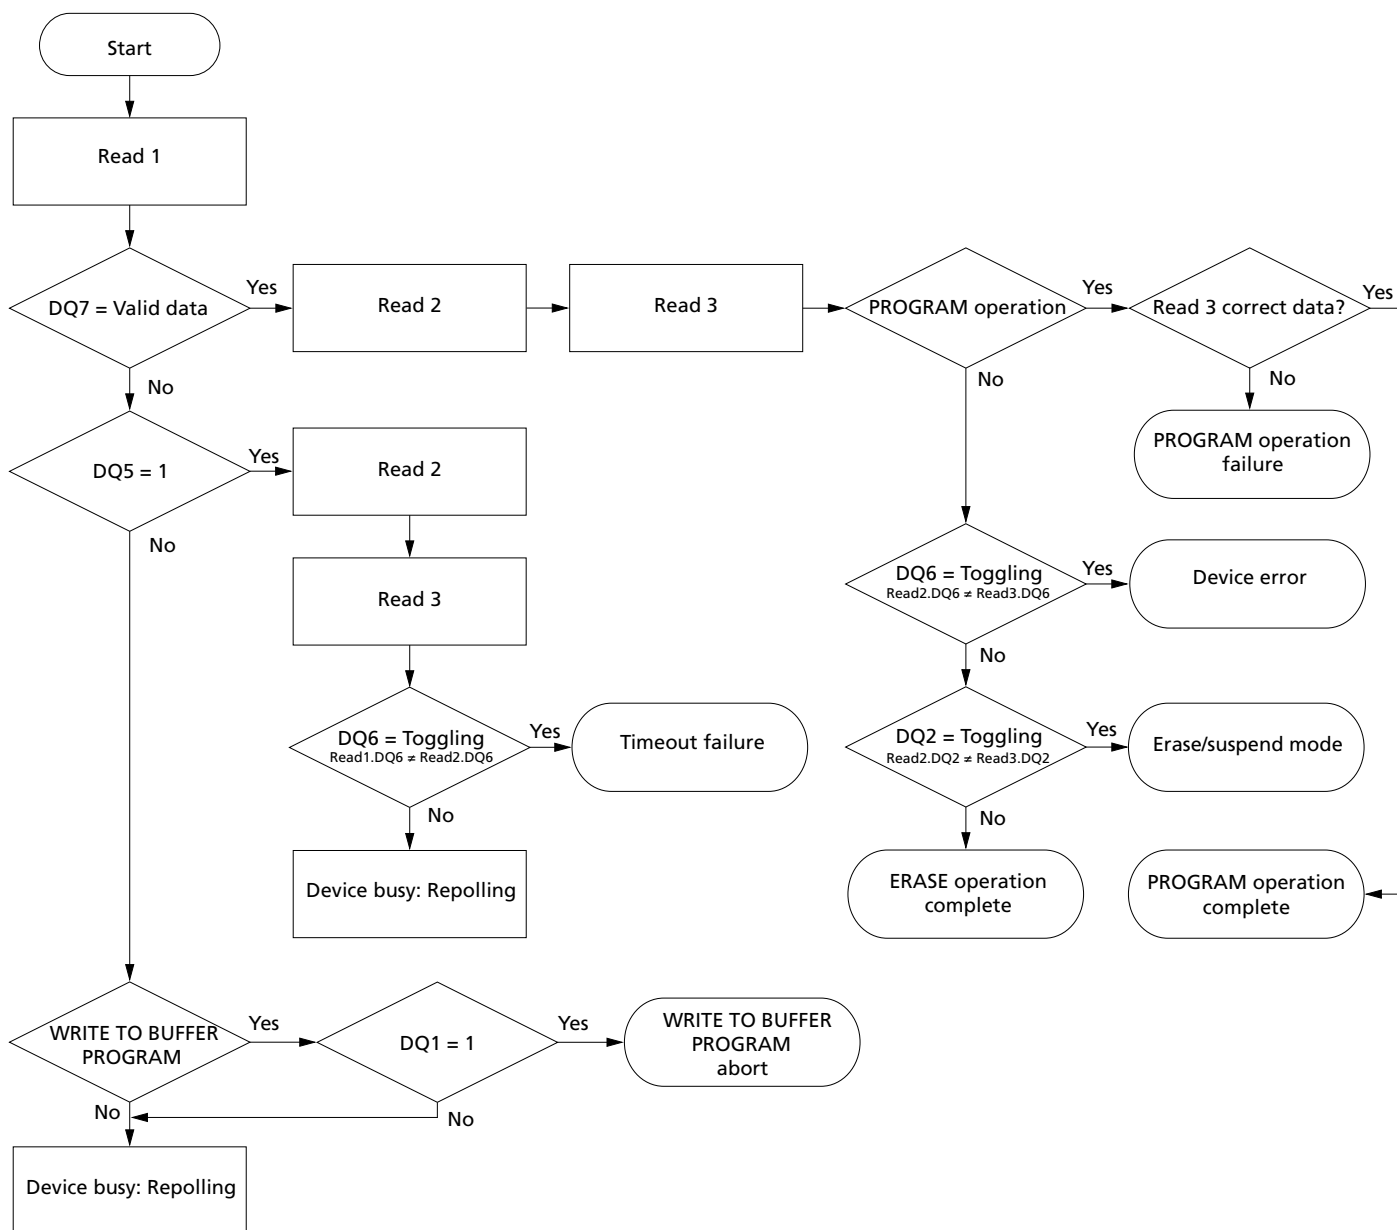 Start
Read 1
DQ7 = Valid data
Yes
Read 2
Read 3
PROGRAM operation
Yes
Read 3 correct data?
Yes
No
No
No
PROGRAM operation
failure
DQ5 = 1
Yes
Read 2
No
Read 3
DQ6 = Toggling
Read2.DQ6 ≠ Read3.DQ6
Yes
Device error
No
DQ6 = Toggling
Read1.DQ6 ≠ Read2.DQ6
Yes
Timeout failure
DQ2 = Toggling
Read2.DQ2 ≠ Read3.DQ2
Yes
Erase/suspend mode
No
No
Device busy: Repolling
ERASE operation
complete
PROGRAM operation
complete
WRITE TO BUFFER
PROGRAM
Yes
DQ1 = 1
Yes
WRITE TO BUFFER
PROGRAM
abort
No
No
Device busy: Repolling